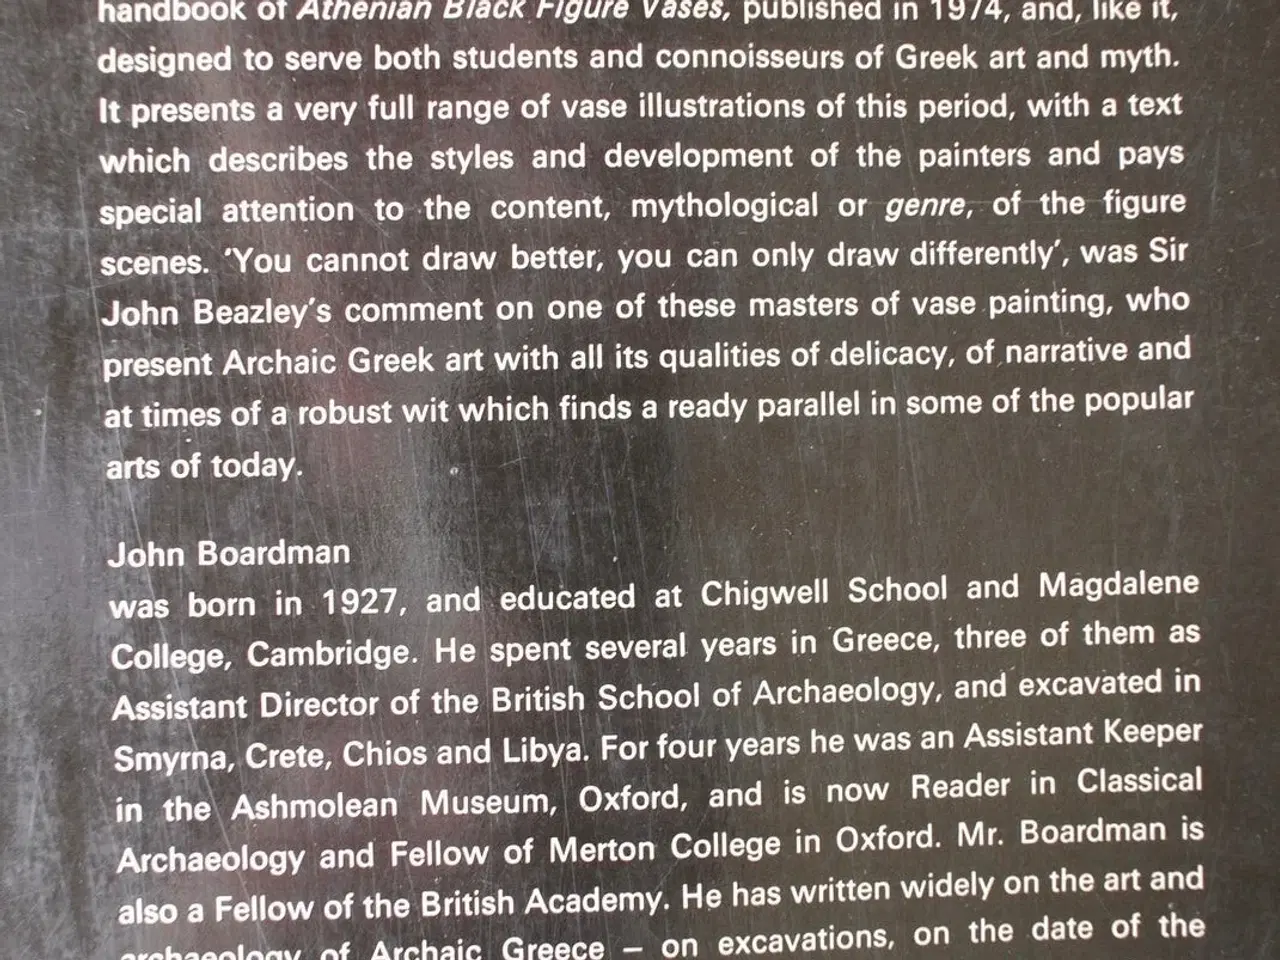 handbook of Athenian Black Figure Vases, published in 1974, and, like it,
designed to serve both students and connoisseurs of Greek art and myth.
It presents a very full range of vase illustrations of this period, with a text
which describes the styles and development of the painters and pays
special attention to the content, mythological or genre, of the figure
scenes. 'You cannot draw better, you can only draw differently', was Sir
John Beazley's comment on one of these masters of vase painting, who
present Archaic Greek art with all its qualities of delicacy, of narrative and
at times of a robust wit which finds a ready parallel in some of the popular
arts of today.
John Boardman
was born in 1927, and educated at Chigwell School and Magdalene
College, Cambridge. He spent several years in Greece, three of them as
Assistant Director of the British School of Archaeology, and excavated in
Smyrna, Crete, Chios and Libya. For four years he was an Assistant Keeper
in the Ashmolean Museum, Oxford, and is now Reader in Classical
Archaeology and Fellow of Merton College in Oxford. Mr. Boardman is
also a Fellow of the British Academy. He has written widely on the art and
archaeology of Archaic Greece – on excavations, on the date of the